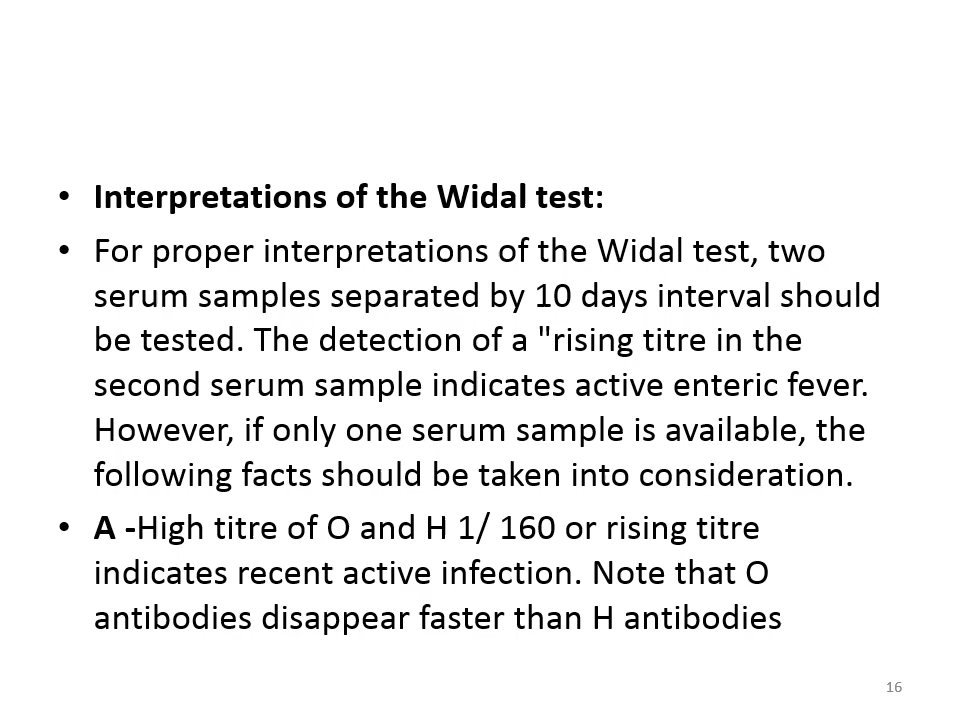 • Interpretations of the Widal test:
• For proper interpretations of the Widal test, two
serum samples separated by 10 days interval should
be tested. The detection of a "rising titre in the
second serum sample indicates active enteric fever.
However, if only one serum sample is available, the
following facts should be taken into consideration.
• A -High titre of O and H 1/ 160 or rising titre
indicates recent active infection. Note that O
antibodies disappear faster than H antibodies
16